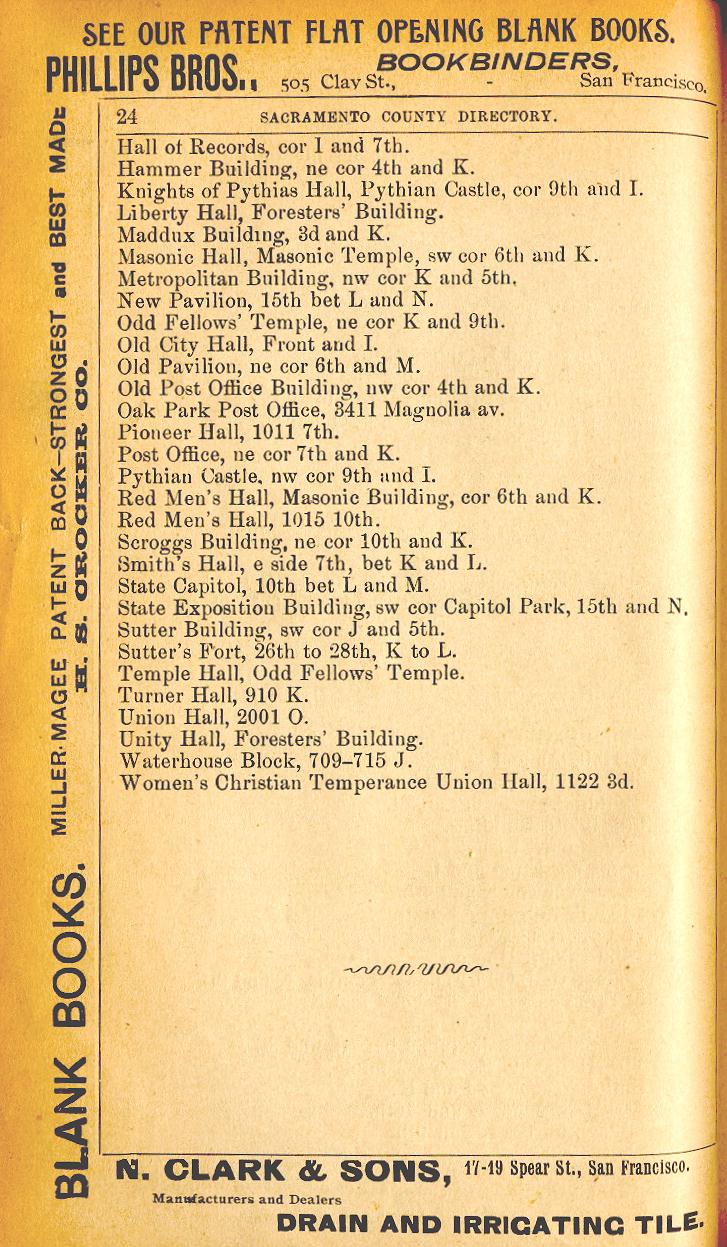 SEE OUR PATENT FLAT OPENING BLANK BOOKS.
PHILLIPS BROS., BOOKBINDERS,
505 Clay St., - San Francisco.
BLANK BOOKS. MILLER-MAGEE PATENT BACK—STRONGEST and BEST MADE
H. S. CROCKER CO.
24 SACRAMENTO COUNTY DIRECTORY.
Hall of Records, cor I and 7th.
Hammer Building, ne cor 4th and K.
Knights of Pythias Hall, Pythian Castle, cor 9th and I.
Liberty Hall, Foresters' Building.
Maddux Building, 3d and K.
Masonic Hall, Masonic Temple, sw cor 6th and K.
Metropolitan Building, nw cor K and 5th.
New Pavilion, 15th bet L and N.
Odd Fellows' Temple, ne cor K and 9th.
Old City Hall, Front and I.
Old Pavilion, ne cor 6th and M.
Old Post Office Building, nw cor 4th and K.
Oak Park Post Office, 3411 Magnolia av.
Pioneer Hall, 1011 7th.
Post Office, ne cor 7th and K.
Pythian Castle, nw cor 9th and I.
Red Men's Hall, Masonic Building, cor 6th and K.
Red Men's Hall, 1015 10th.
Scroggs Building, ne cor 10th and K.
Smith's Hall, e side 7th, bet K and L.
State Capitol, 10th bet L and M.
State Exposition Building, sw cor Capitol Park, 15th and N.
Sutter Building, sw cor J and 5th.
Sutter's Fort, 26th to 28th, K to L.
Temple Hall, Odd Fellows' Temple.
Turner Hall, 910 K.
Union Hall, 2001 O.
Unity Hall, Foresters' Building.
Waterhouse Block, 709–715 J.
Women's Christian Temperance Union Hall, 1122 3d.
N. CLARK & SONS, 17-19 Spear St., San Francisco.
Manufacturers and Dealers
DRAIN AND IRRIGATING TILE.